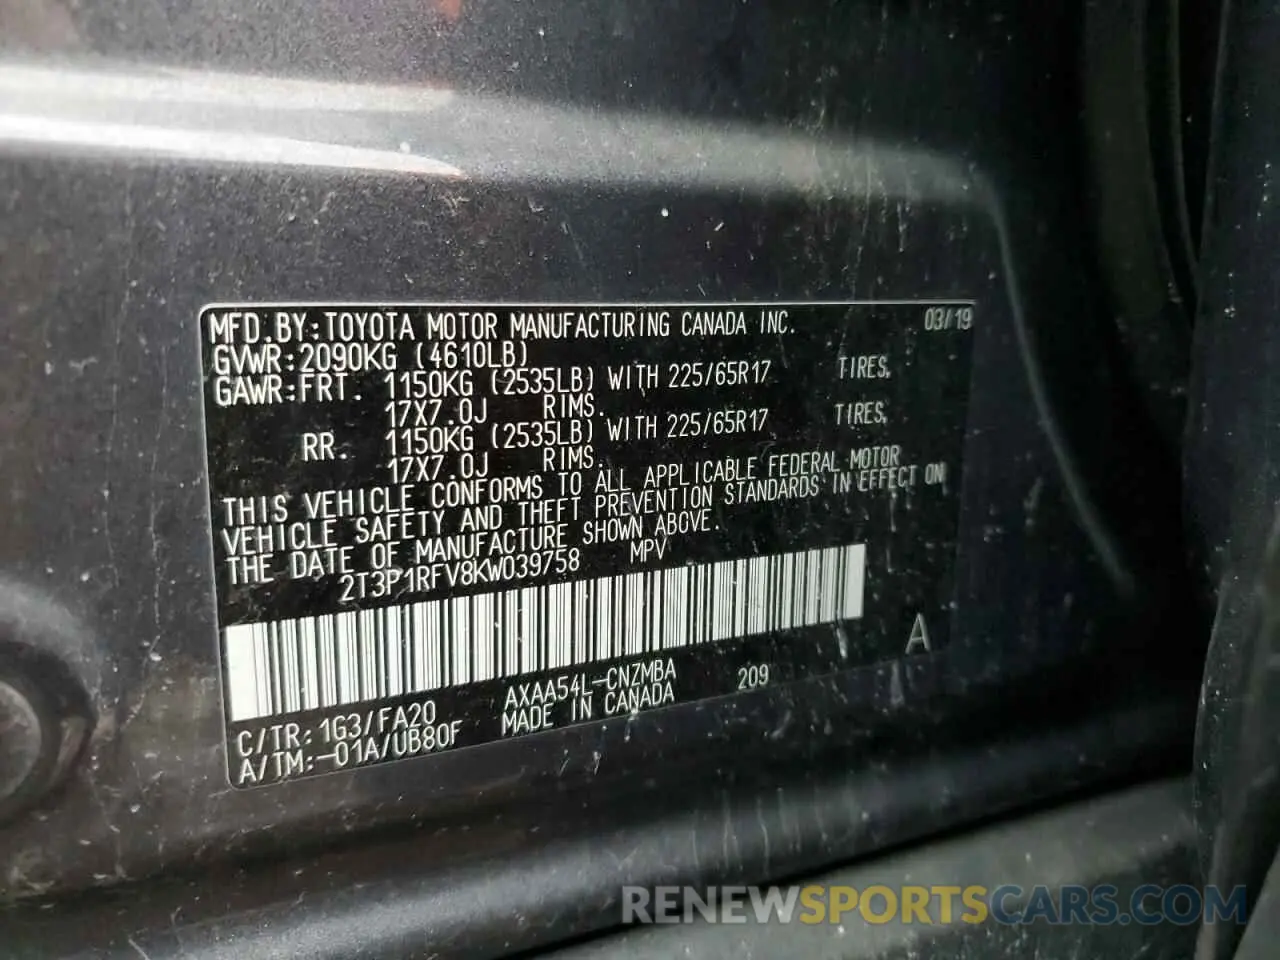 MFD.BY:TOYOTA MOTOR MANUFACTURING CANADA INC. 03/19
GVWR:2090KG (4610LB)
GAWR:FRT. 1150KG (2535LB) WITH 225/65R17 TIRES,
17X7.0J RIMS.
RR. 1150KG (2535LB) WITH 225/65R17 TIRES,
17X7.0J RIMS.
THIS VEHICLE CONFORMS TO ALL APPLICABLE FEDERAL MOTOR
VEHICLE SAFETY AND THEFT PREVENTION STANDARDS IN EFFECT ON
THE DATE OF MANUFACTURE SHOWN ABOVE.
2T3P1RFV8KW039758 MPV
A
C/TR:1G3/FA20 AXAA54L-CNZMBA 209
A/TM:-01A/UB80F MADE IN CANADA
RENEWSPORTSCARS.COM